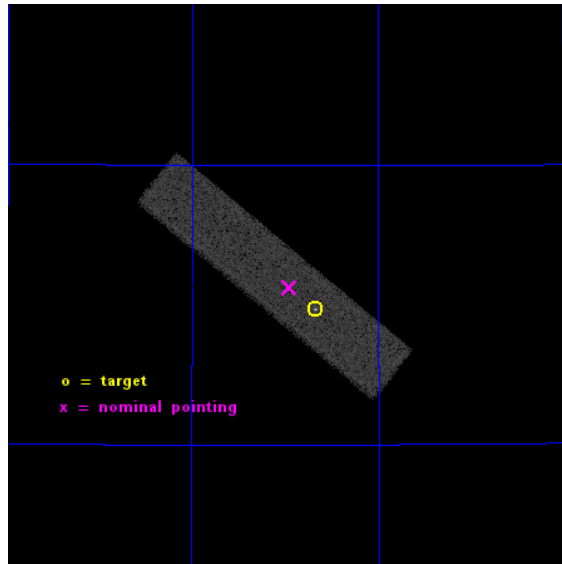 o = target
x = nominal pointing